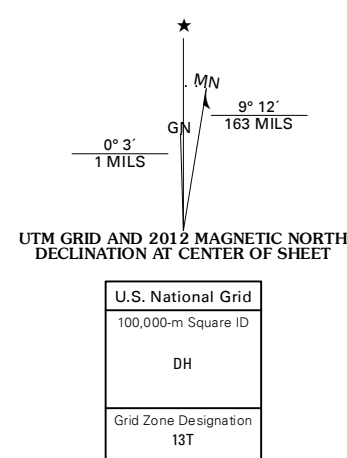 ★
MN
GN
9° 12´
163 MILS
0° 3´
1 MILS
UTM GRID AND 2012 MAGNETIC NORTH
DECLINATION AT CENTER OF SHEET
U.S. National Grid
100,000-m Square ID
DH
Grid Zone Designation
13T